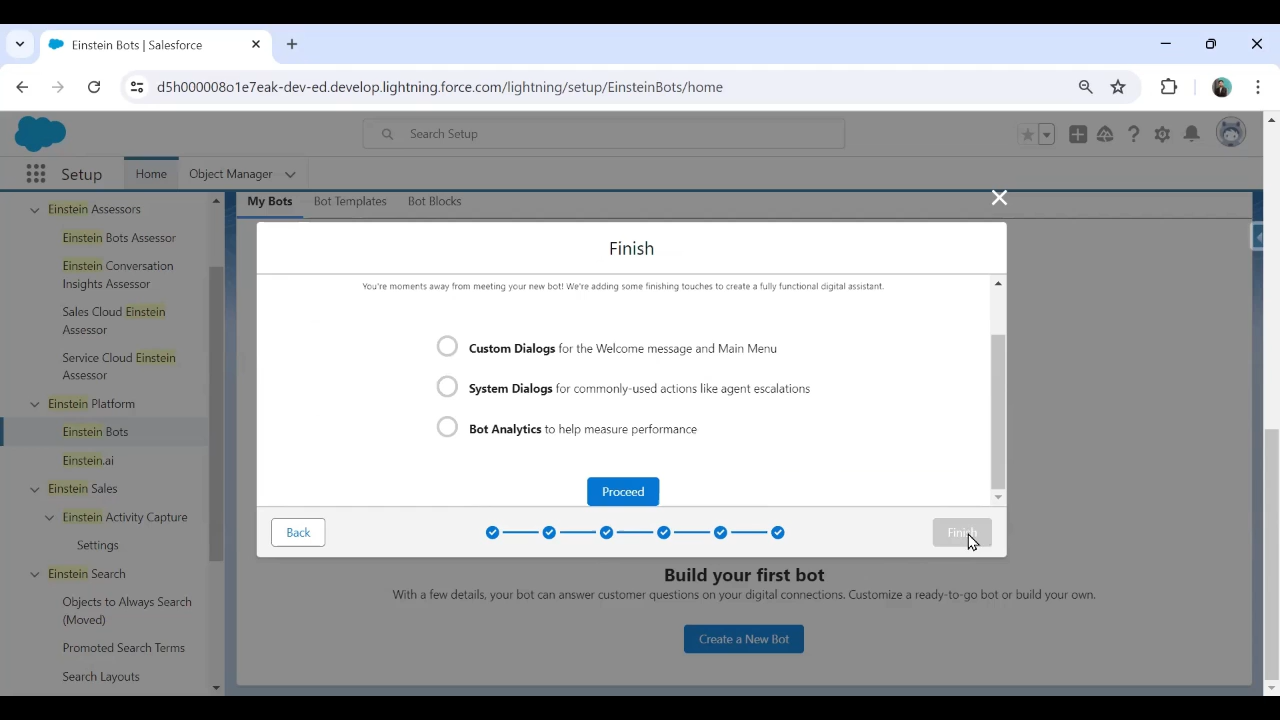 Einstein Bots | Salesforce
d5h000008o1e7eak-dev-ed.develop.lightning.force.com/lightning/setup/EinsteinBots/home
Search Setup
Setup
Home
Object Manager
Einstein Assessors
Einstein Bots Assessor
Einstein Conversation
Insights Assessor
Sales Cloud Einstein
Assessor
Service Cloud Einstein
Assessor
Einstein Platform
Einstein Bots
Einstein.ai
Einstein Sales
Einstein Activity Capture
Settings
Einstein Search
Objects to Always Search
(Moved)
Promoted Search Terms
Search Layouts
My Bots
Bot Templates
Bot Blocks
Finish
You're moments away from meeting your new bot! We're adding some finishing touches to create a fully functional digital assistant.
Custom Dialogs for the Welcome message and Main Menu
System Dialogs for commonly-used actions like agent escalations
Bot Analytics to help measure performance
Proceed
Back
Finish
Build your first bot
With a few details, your bot can answer customer questions on your digital connections. Customize a ready-to-go bot or build your own.
Create a New Bot